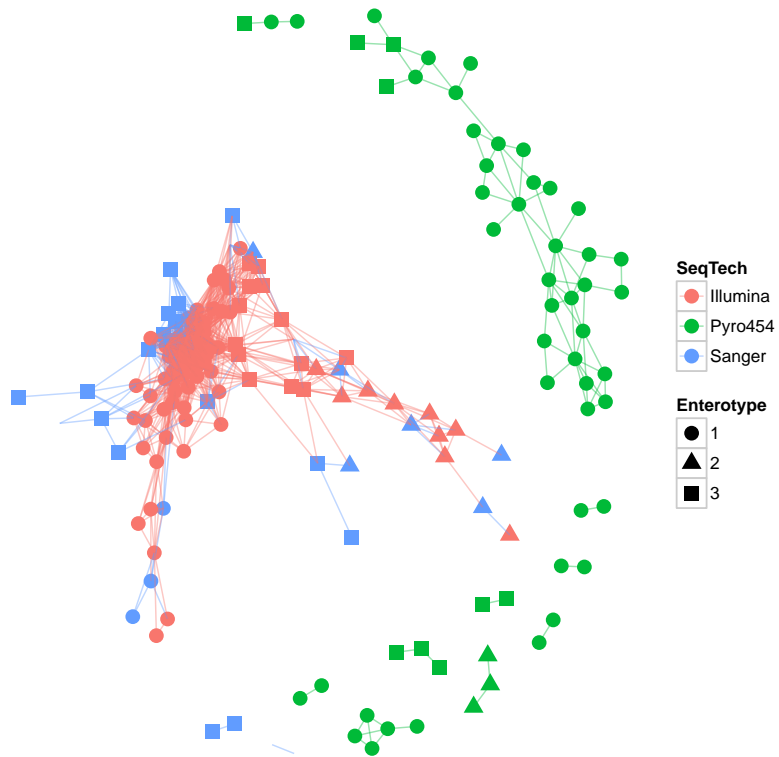 SeqTech
Illumina
Pyro454
Sanger
Enterotype
1
2
3